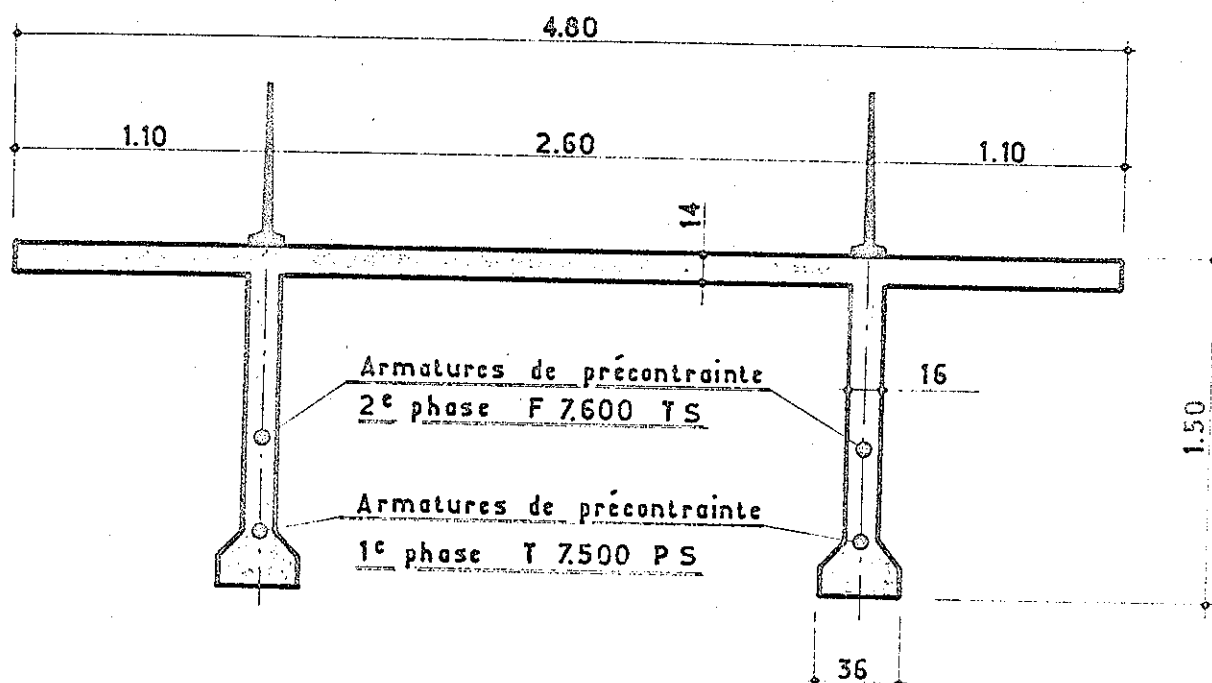 4.80
1.10
2.60
1.10
14
Armatures de précontrainte
2e phase F 7.600 TS
16
1.50
Armatures de précontrainte
1e phase T 7.500 PS
36